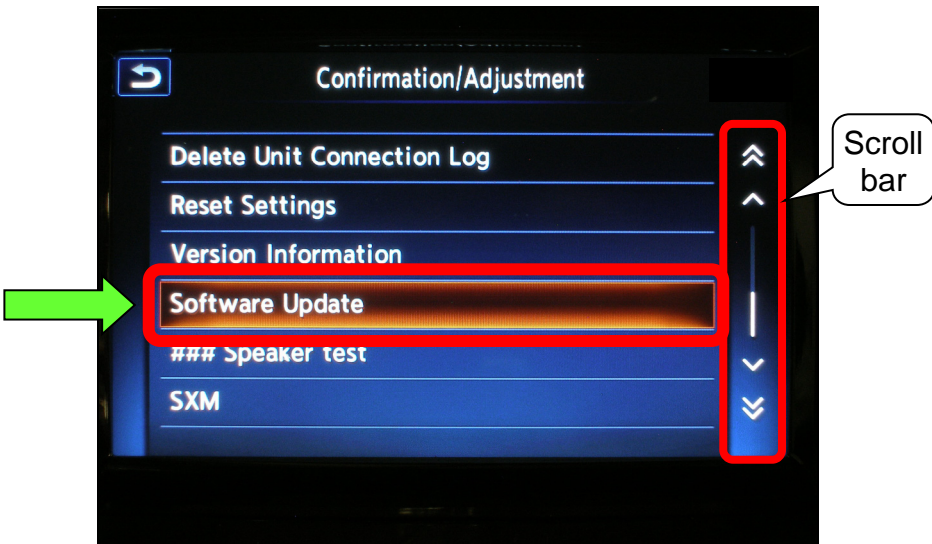 Confirmation/Adjustment
Delete Unit Connection Log
Reset Settings
Version Information
Software Update
### Speaker test
SXM
Scroll
bar